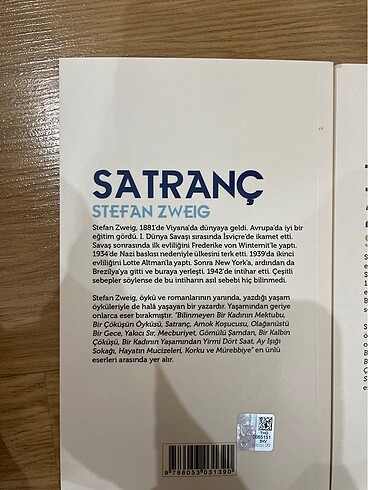 SATRANÇ
STEFAN ZWEIG
Stefan Zweig, 1881'de Viyana'da dünyaya geldi. Avrupa'da iyi bir
eğitim gördü. I. Dünya Savaşı sırasında İsviçre'de ikamet etti.
Savaş sonrasında ilk evliliğini Frederike von Winternit'le yaptı.
1934'de Nazi baskısı nedeniyle ülkesini terk etti. 1939'da ikinci
evliliğini Lotte Altman'la yaptı. Sonra New York'a, ardından da
Brezilya'ya gitti ve buraya yerleşti. 1942'de intihar etti. Çeşitli
sebepler söylense de bu intiharın asıl sebebi hiç bilinmedi.
Stefan Zweig, öykü ve romanlarının yanında, yazdığı yaşam
öyküleriyle de halâ yaşayan bir yazardır. Yaşamından geriye
onlarca eser bırakmıştır. "Bilinmeyen Bir Kadının Mektubu,
Bir Çöküşün Öyküsü, Satranç, Amok Koşucusu, Olağanüstü
Bir Gece, Yakıcı Sır, Mecburiyet, Gömülü Şamdan, Bir Kalbin
Çöküşü, Bir Kadının Yaşamından Yirmi Dört Saat, Ay Işığı
Sokağı, Hayatın Mucizeleri, Korku ve Mürebbiye" en ünlü
eserleri arasında yer alır.
9 786053 031390